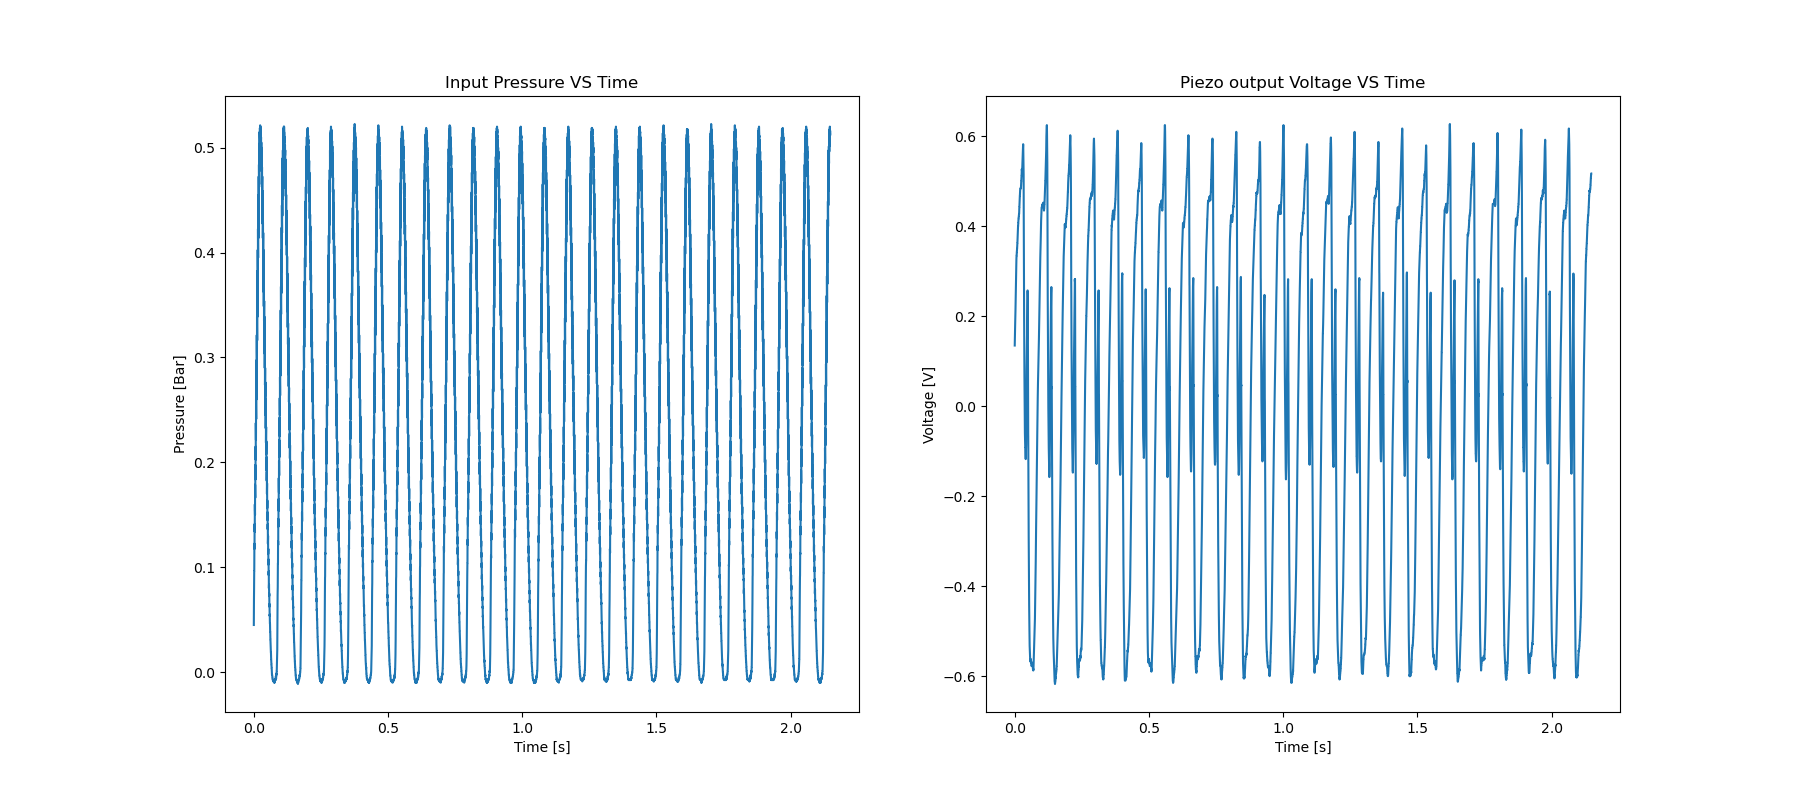 Input Pressure VS Time
Pressure [Bar]
0.5
0.4
0.3
0.2
0.1
0.0
0.0 0.5 1.0 1.5 2.0
Time [s]
Piezo output Voltage VS Time
Voltage [V]
0.6
0.4
0.2
0.0
−0.2
−0.4
−0.6
0.0 0.5 1.0 1.5 2.0
Time [s]